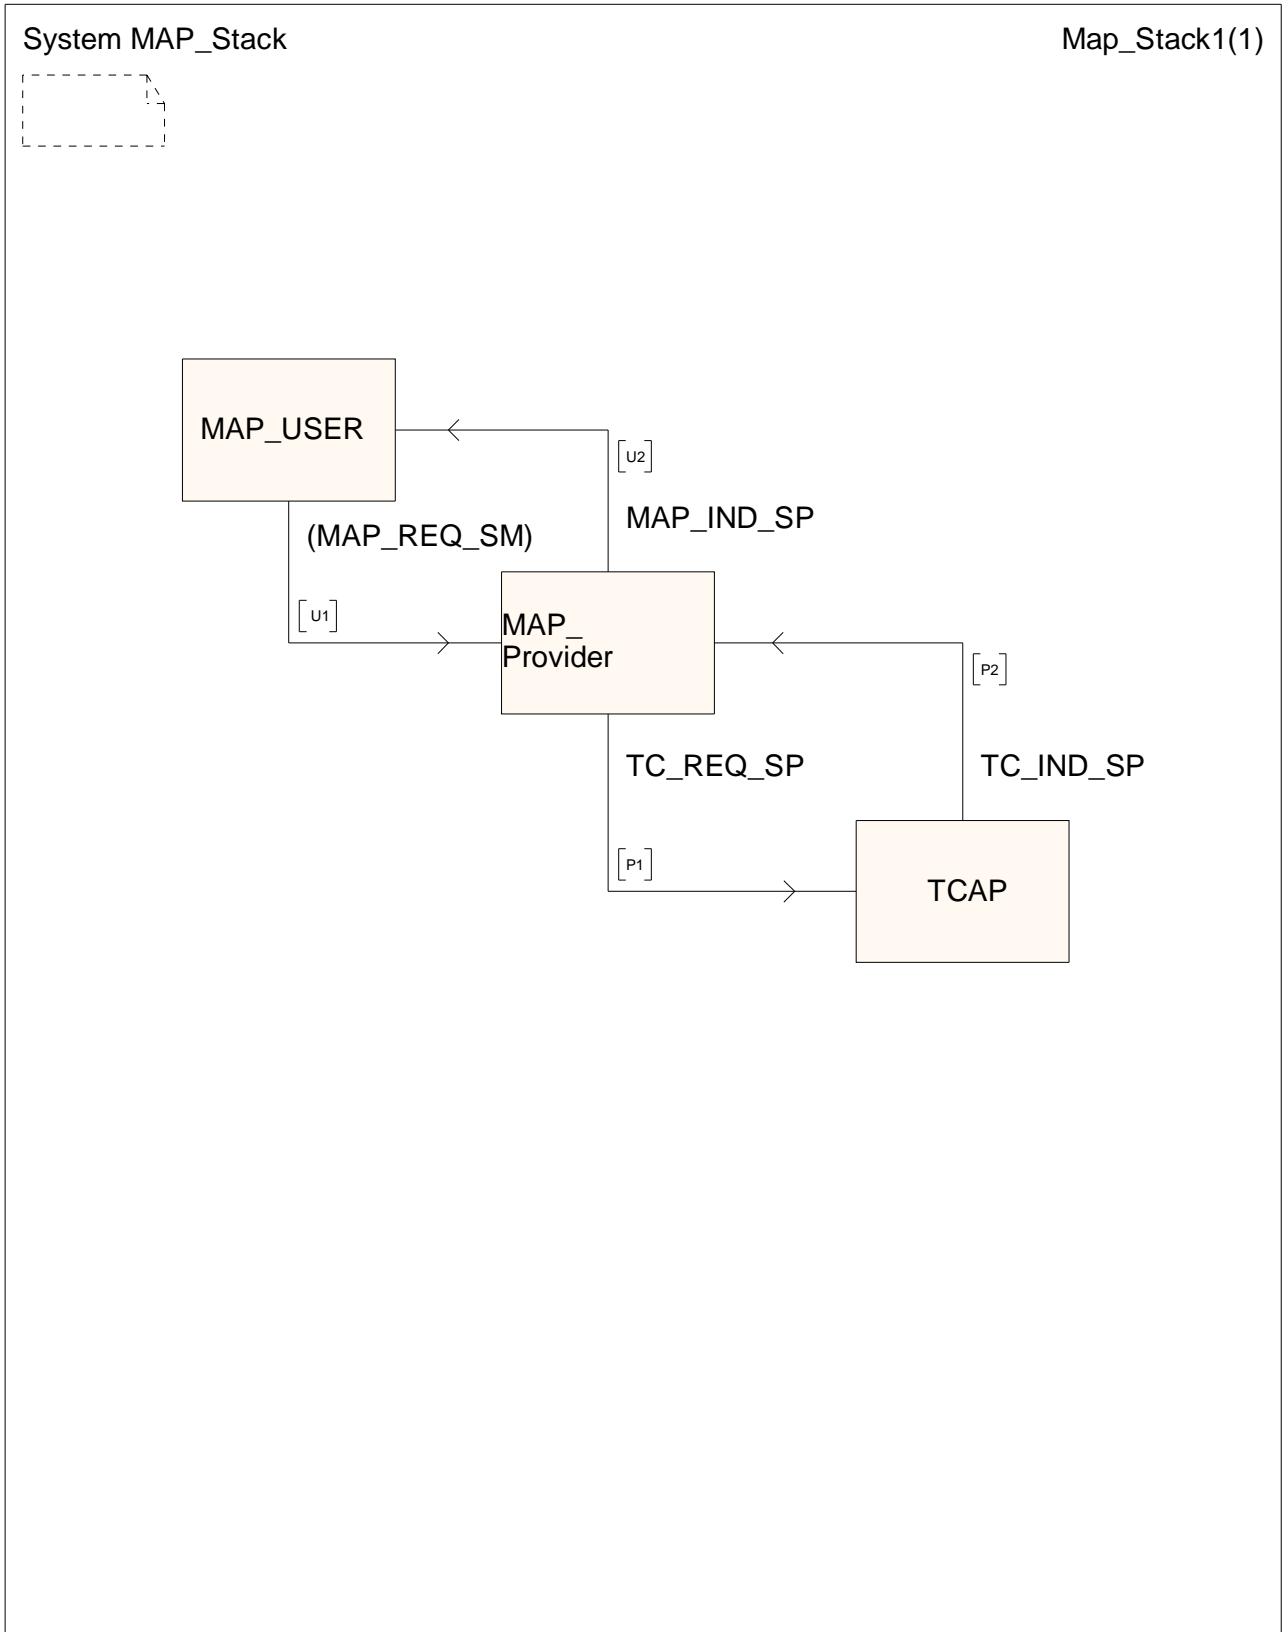 System MAP_Stack
Map_Stack1(1)
MAP_USER
[U2]
MAP_IND_SP
(MAP_REQ_SM)
[U1]
MAP_
Provider
[P2]
TC_REQ_SP
TC_IND_SP
[P1]
TCAP